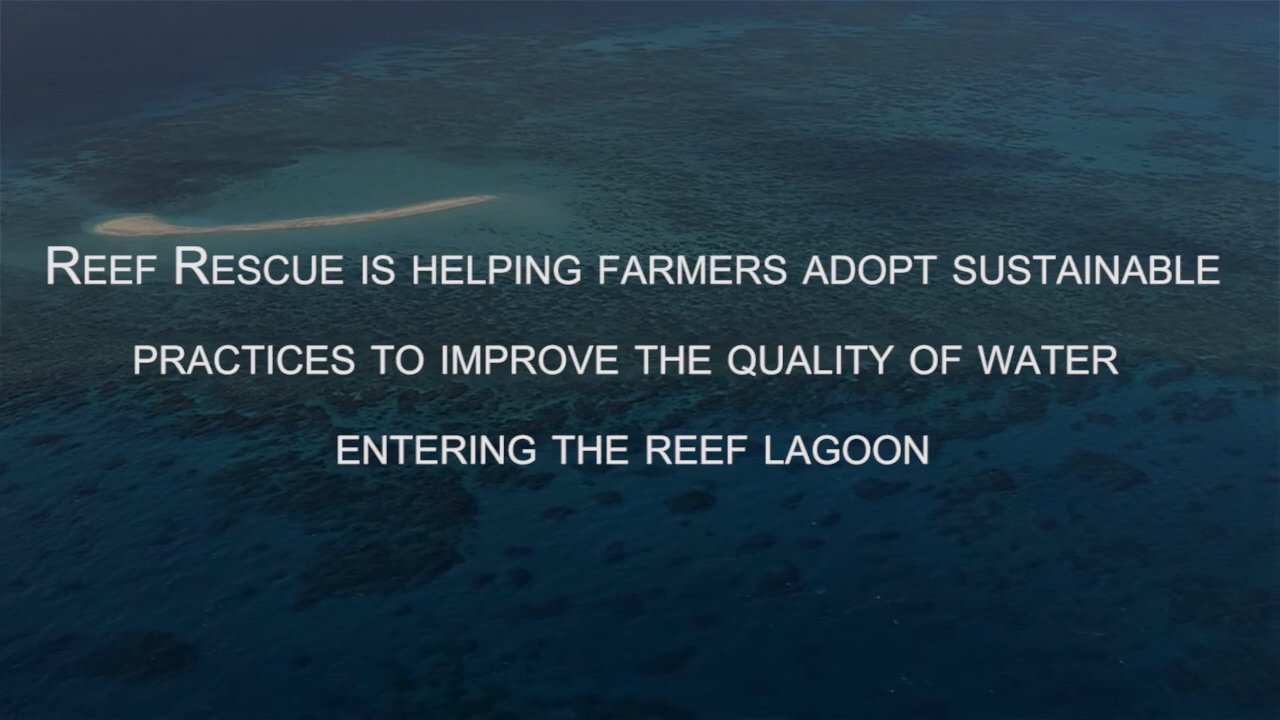 Reef Rescue is helping farmers adopt sustainable
practices to improve the quality of water
entering the reef lagoon